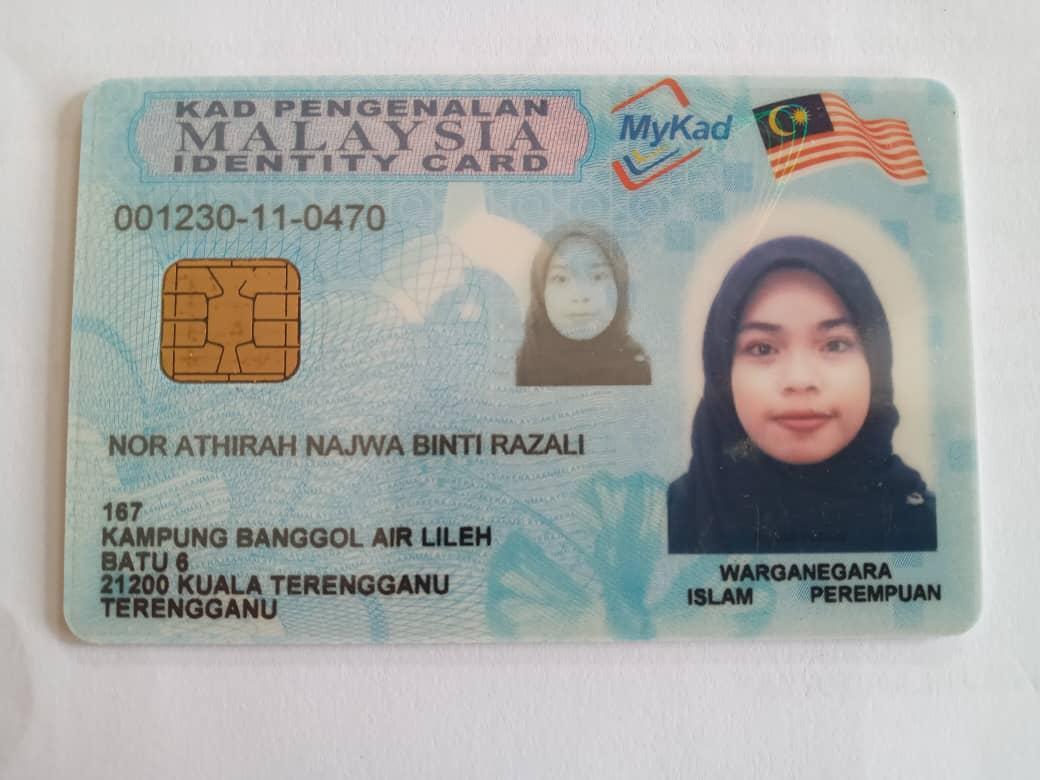 KAD PENGENALAN
MALAYSIA
IDENTITY CARD
MyKad
001230-11-0470
NOR ATHIRAH NAJWA BINTI RAZALI
167
KAMPUNG BANGGOL AIR LILEH
BATU 6
21200 KUALA TERENGGANU
TERENGGANU
WARGANEGARA
ISLAM PEREMPUAN